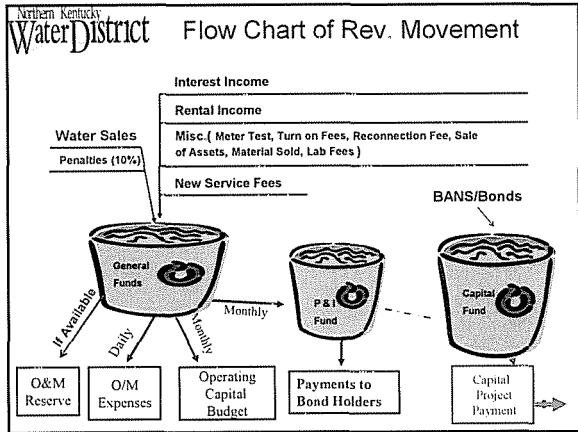 Northern Kentucky
Water District
Flow Chart of Rev. Movement
Interest Income
Rental Income
Misc.( Meter Test, Turn on Fees, Reconnection Fee, Sale
of Assets, Material Sold, Lab Fees )
New Service Fees
Water Sales
Penalties (10%)
BANS/Bonds
General
Funds
P & I
Fund
Capital
Fund
If Available
Daily
Monthly
Monthly
O&M
Reserve
O/M
Expenses
Operating
Capital
Budget
Payments to
Bond Holders
Capital
Project
Payment